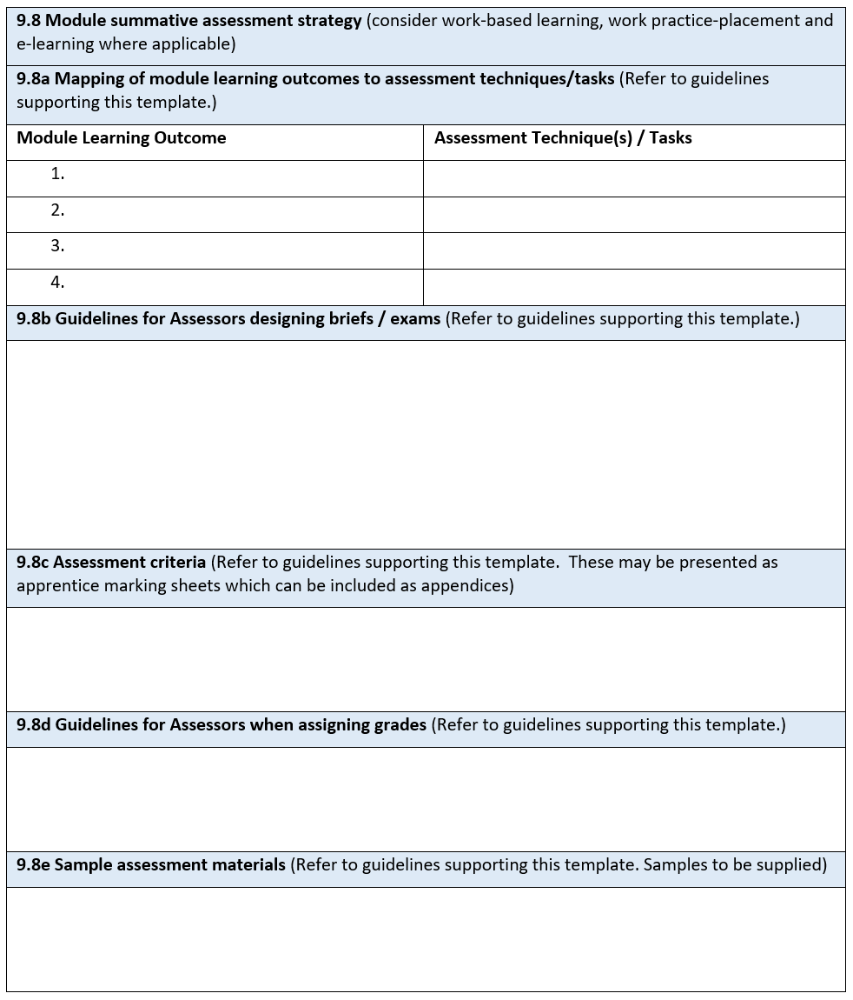 9.8 Module summative assessment strategy (consider work-based learning, work practice-placement and
e-learning where applicable)
9.8a Mapping of module learning outcomes to assessment techniques/tasks (Refer to guidelines
supporting this template.)
Module Learning Outcome
Assessment Technique(s) / Tasks
1.
2.
3.
4.
9.8b Guidelines for Assessors designing briefs / exams (Refer to guidelines supporting this template.)
9.8c Assessment criteria (Refer to guidelines supporting this template.  These may be presented as
apprentice marking sheets which can be included as appendices)
9.8d Guidelines for Assessors when assigning grades (Refer to guidelines supporting this template.)
9.8e Sample assessment materials (Refer to guidelines supporting this template. Samples to be supplied)